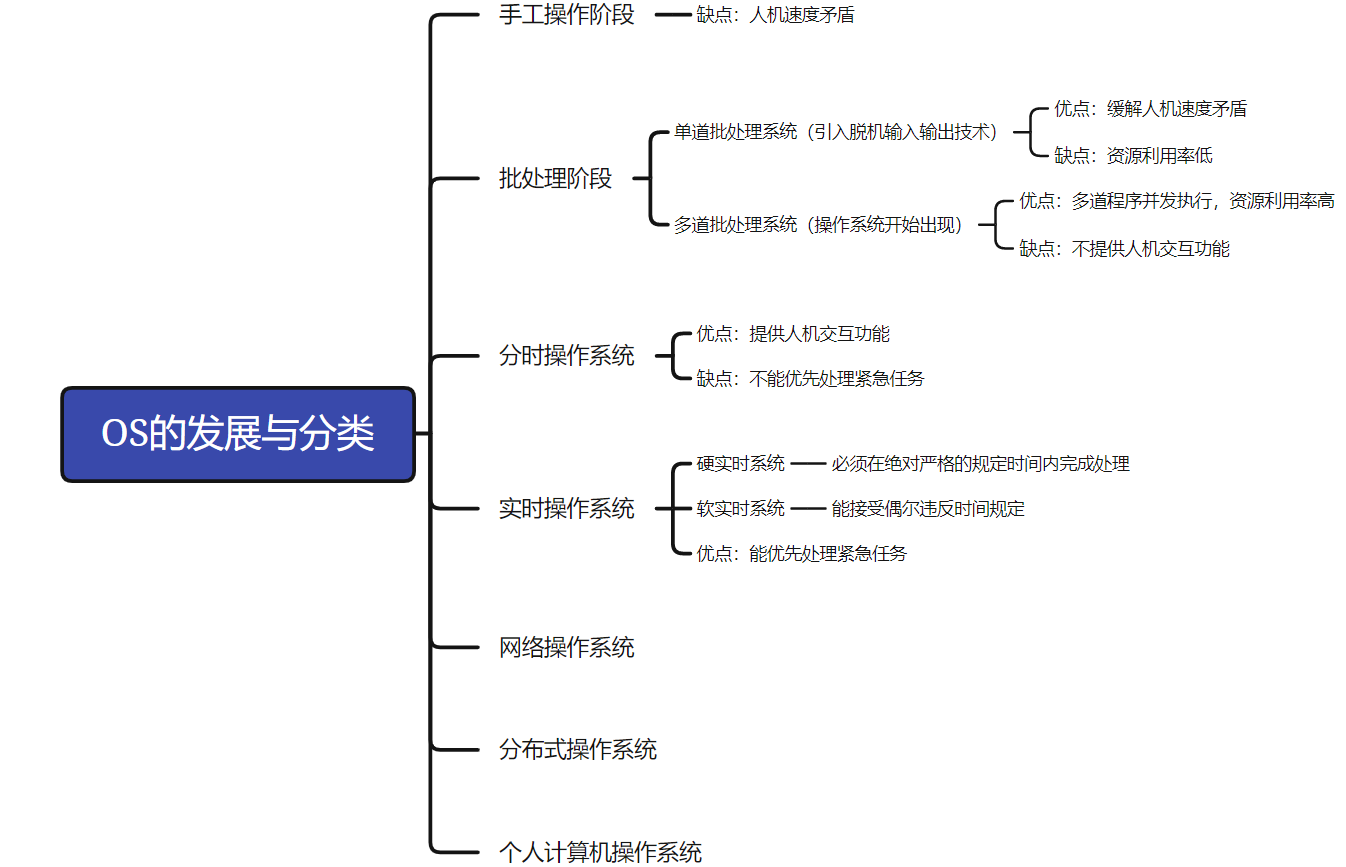 手工操作阶段
缺点：人机速度矛盾
批处理阶段
单道批处理系统（引入脱机输入输出技术）
优点：缓解人机速度矛盾
缺点：资源利用率低
多道批处理系统（操作系统开始出现）
优点：多道程序并发执行，资源利用率高
缺点：不提供人机交互功能
分时操作系统
优点：提供人机交互功能
缺点：不能优先处理紧急任务
OS的发展与分类
实时操作系统
硬实时系统
必须在绝对严格的规定时间内完成处理
软实时系统
能接受偶尔违反时间规定
优点：能优先处理紧急任务
网络操作系统
分布式操作系统
个人计算机操作系统